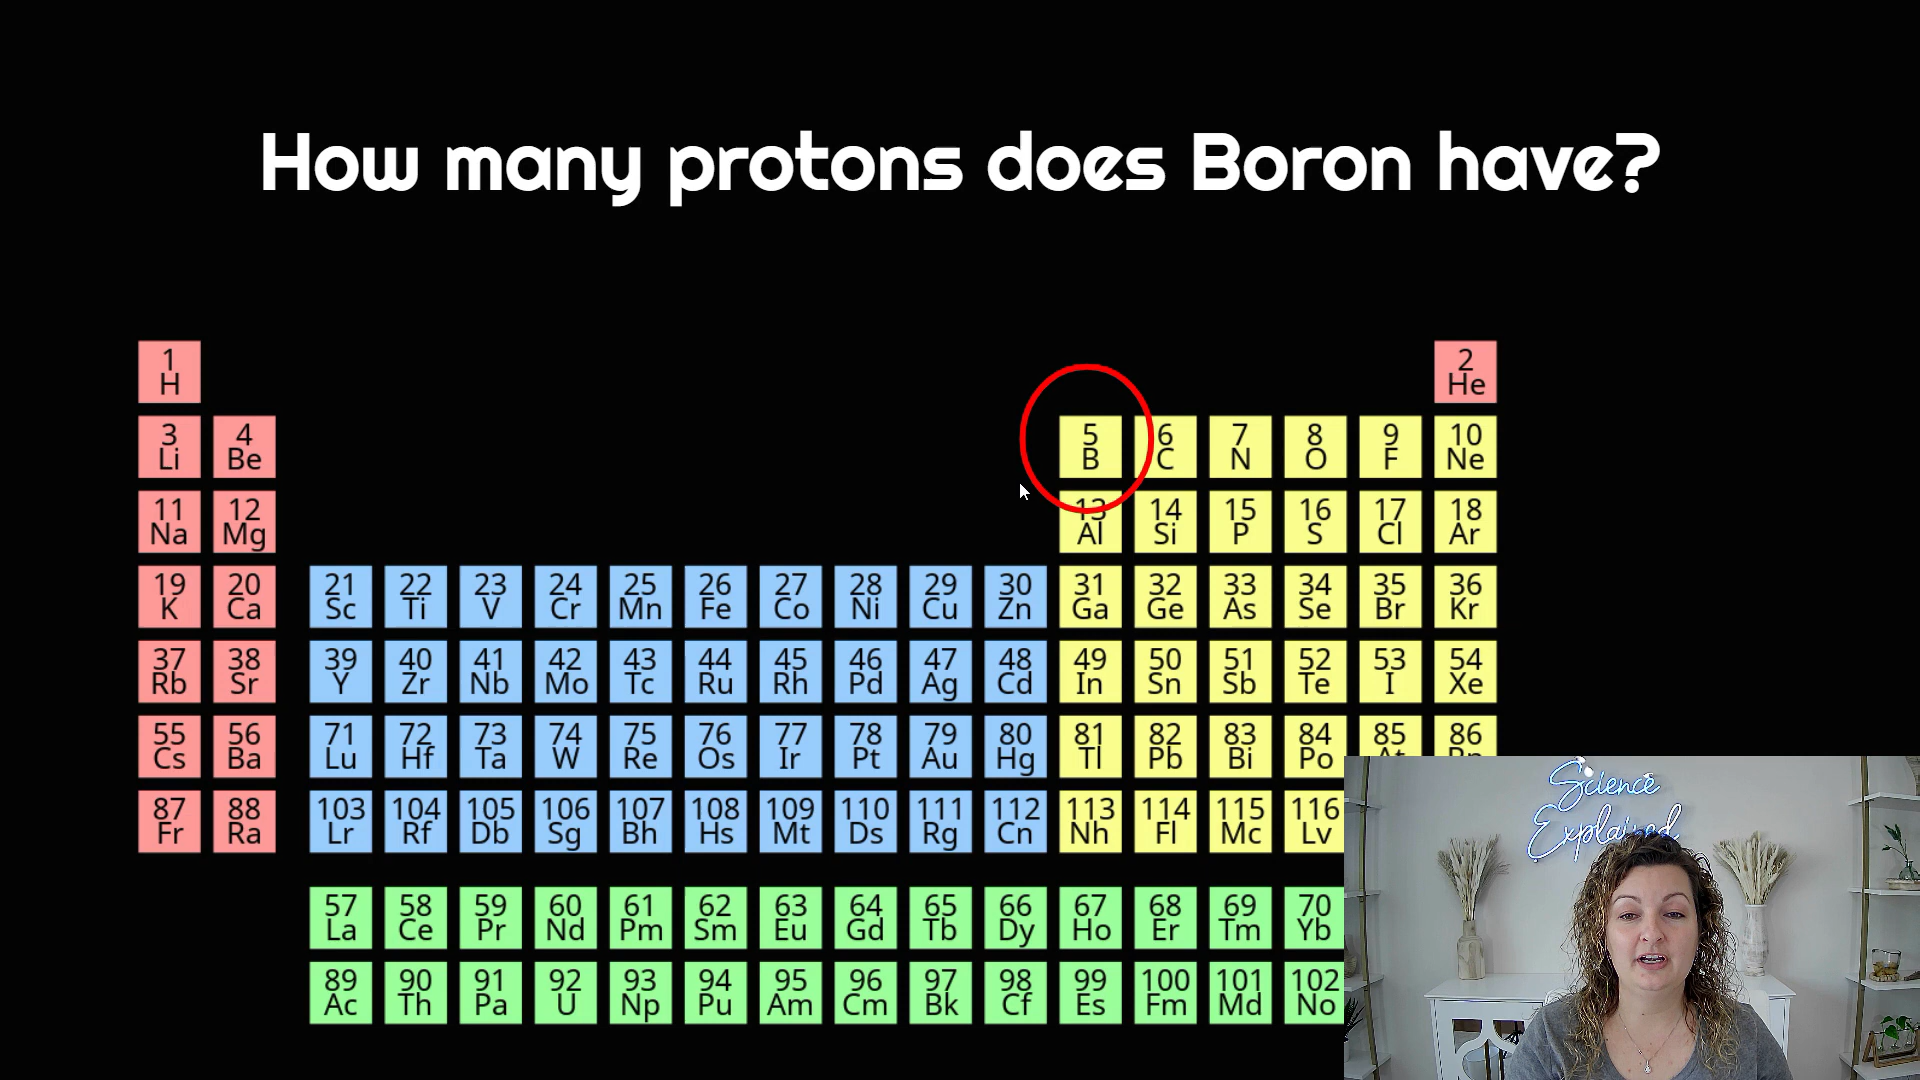 How many protons does Boron have?
1 2
H He
3 4 5 6 7 8 9 10
Li Be B C N O F Ne
11 12 13 14 15 16 17 18
Na Mg Al Si P S Cl Ar
19 20 21 22 23 24 25 26 27 28 29 30 31 32 33 34 35 36
K Ca Sc Ti V Cr Mn Fe Co Ni Cu Zn Ga Ge As Se Br Kr
37 38 39 40 41 42 43 44 45 46 47 48 49 50 51 52 53 54
Rb Sr Y Zr Nb Mo Tc Ru Rh Pd Ag Cd In Sn Sb Te I Xe
55 56 71 72 73 74 75 76 77 78 79 80 81 82 83 84 85 86
Cs Ba Lu Hf Ta W Re Os Ir Pt Au Hg Tl Pb Bi Po At Rn
87 88 103 104 105 106 107 108 109 110 111 112 113 114 115 116
Fr Ra Lr Rf Db Sg Bh Hs Mt Ds Rg Cn Nh Fl Mc Lv
57 58 59 60 61 62 63 64 65 66 67 68 69 70
La Ce Pr Nd Pm Sm Eu Gd Tb Dy Ho Er Tm Yb
89 90 91 92 93 94 95 96 97 98 99 100 101 102
Ac Th Pa U Np Pu Am Cm Bk Cf Es Fm Md No
Science
Explained